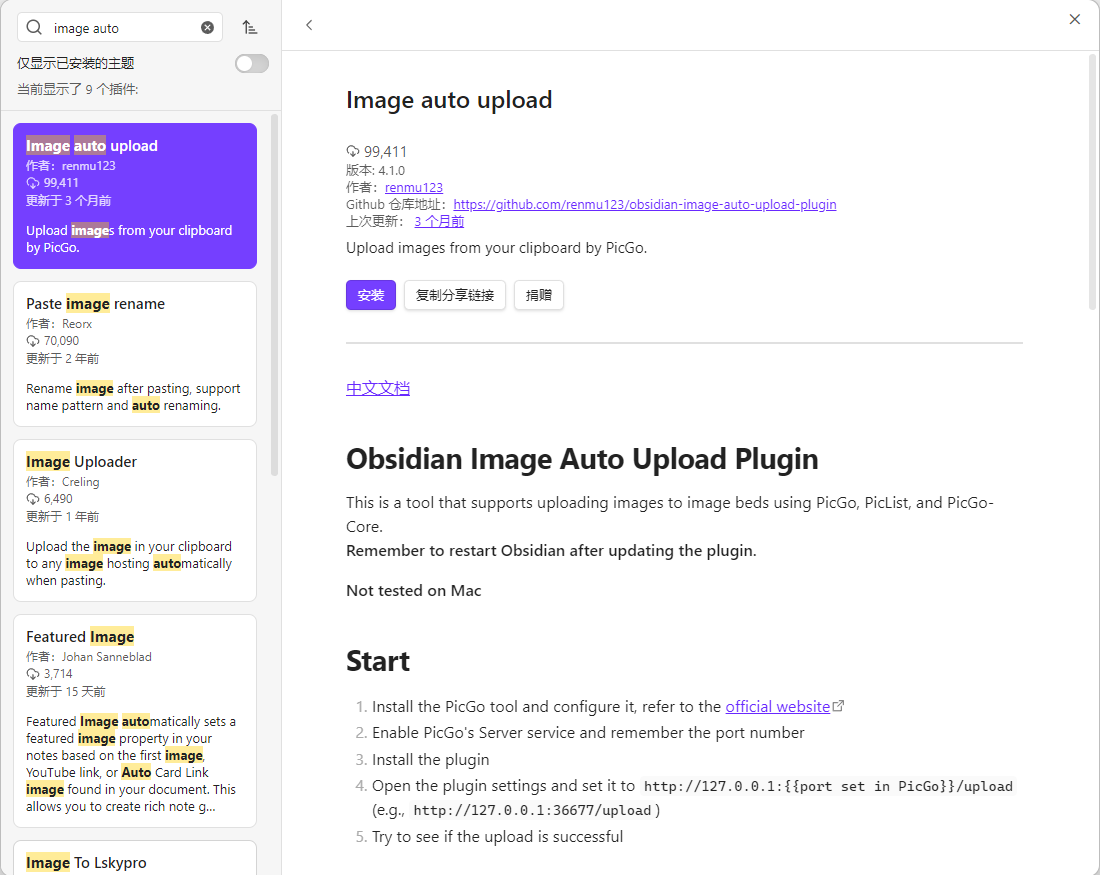 image auto
仅显示已安装的主题
当前显示了 9 个插件:
Image auto upload
作者：renmu123
99,411
更新于 3 个月前
Upload images from your clipboard
by PicGo.
Paste image rename
作者：Reorx
70,090
更新于 2 年前
Rename image after pasting, support
name pattern and auto renaming.
Image Uploader
作者：Creling
6,490
更新于 1 年前
Upload the image in your clipboard
to any image hosting automatically
when pasting.
Featured Image
作者：Johan Sanneblad
3,714
更新于 15 天前
Featured Image automatically sets a
featured image property in your
notes based on the first image,
YouTube link, or Auto Card Link
image found in your document. This
allows you to create rich note g...
Image To Lskypro
Image auto upload
99,411
版本: 4.1.0
作者：renmu123
Github 仓库地址：https://github.com/renmu123/obsidian-image-auto-upload-plugin
上次更新：3 个月前
Upload images from your clipboard by PicGo.
安装 复制分享链接 捐赠
中文文档
Obsidian Image Auto Upload Plugin
This is a tool that supports uploading images to image beds using PicGo, PicList, and PicGo-
Core.
Remember to restart Obsidian after updating the plugin.
Not tested on Mac
Start
1. Install the PicGo tool and configure it, refer to the official website
2. Enable PicGo's Server service and remember the port number
3. Install the plugin
4. Open the plugin settings and set it to http://127.0.0.1:{{port set in PicGo}}/upload
(e.g., http://127.0.0.1:36677/upload )
5. Try to see if the upload is successful